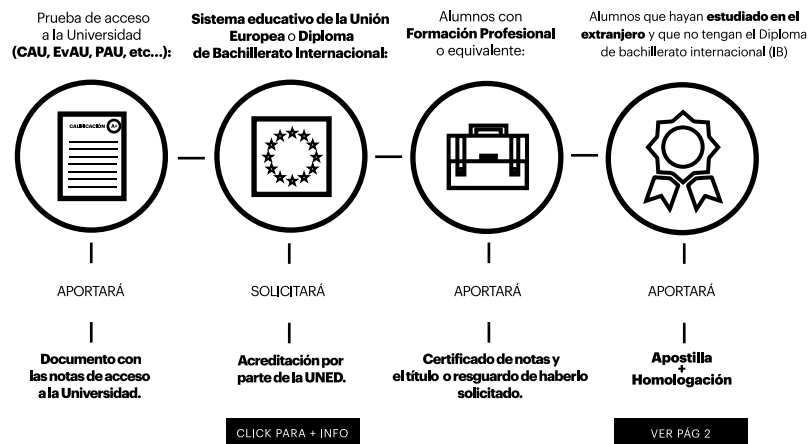 Prueba de acceso
a la Universidad
(CAU, EvAU, PAU, etc...):
CALIFICACIÓN A+
APORTARÁ
Documento con
las notas de acceso
a la Universidad.
Sistema educativo de la Unión
Europea o Diploma
de Bachillerato Internacional:
SOLICITARÁ
Acreditación por
parte de la UNED.
CLICK PARA + INFO
Alumnos con
Formación Profesional
o equivalente:
APORTARÁ
Certificado de notas y
el título o resguardo de haberlo
solicitado.
Alumnos que hayan estudiado en el
extranjero y que no tengan el Diploma
de bachillerato internacional (IB)
APORTARÁ
Apostilla
+
Homologación
VER PÁG 2